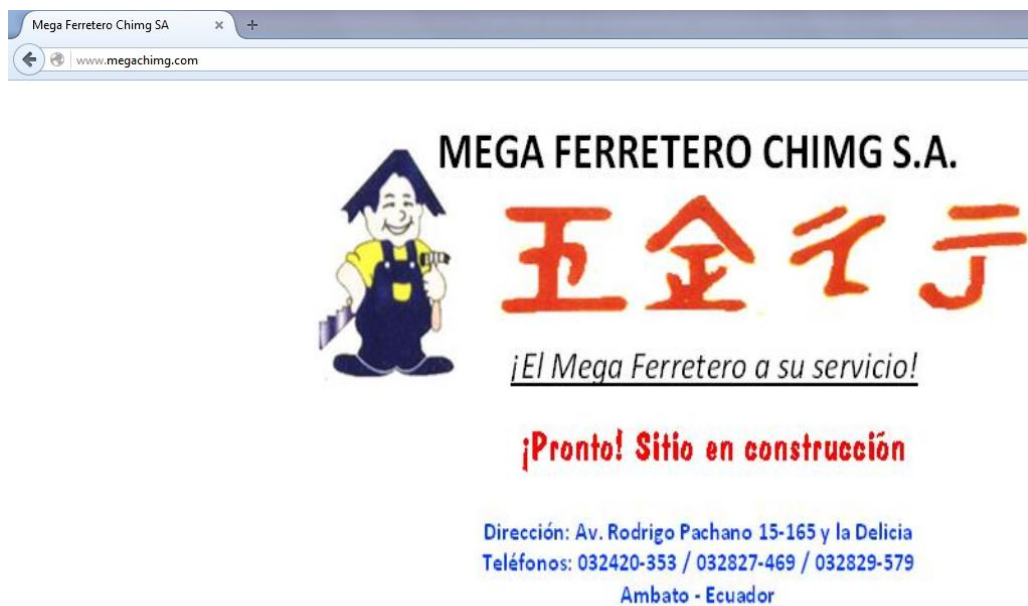 Mega Ferretero Chimg SA
www.megachimg.com
MEGA FERRETERO CHIMG S.A.
五金行
¡El Mega Ferretero a su servicio!
¡Pronto! Sitio en construcción
Dirección: Av. Rodrigo Pachano 15-165 y la Delicia
Teléfonos: 032420-353 / 032827-469 / 032829-579
Ambato - Ecuador